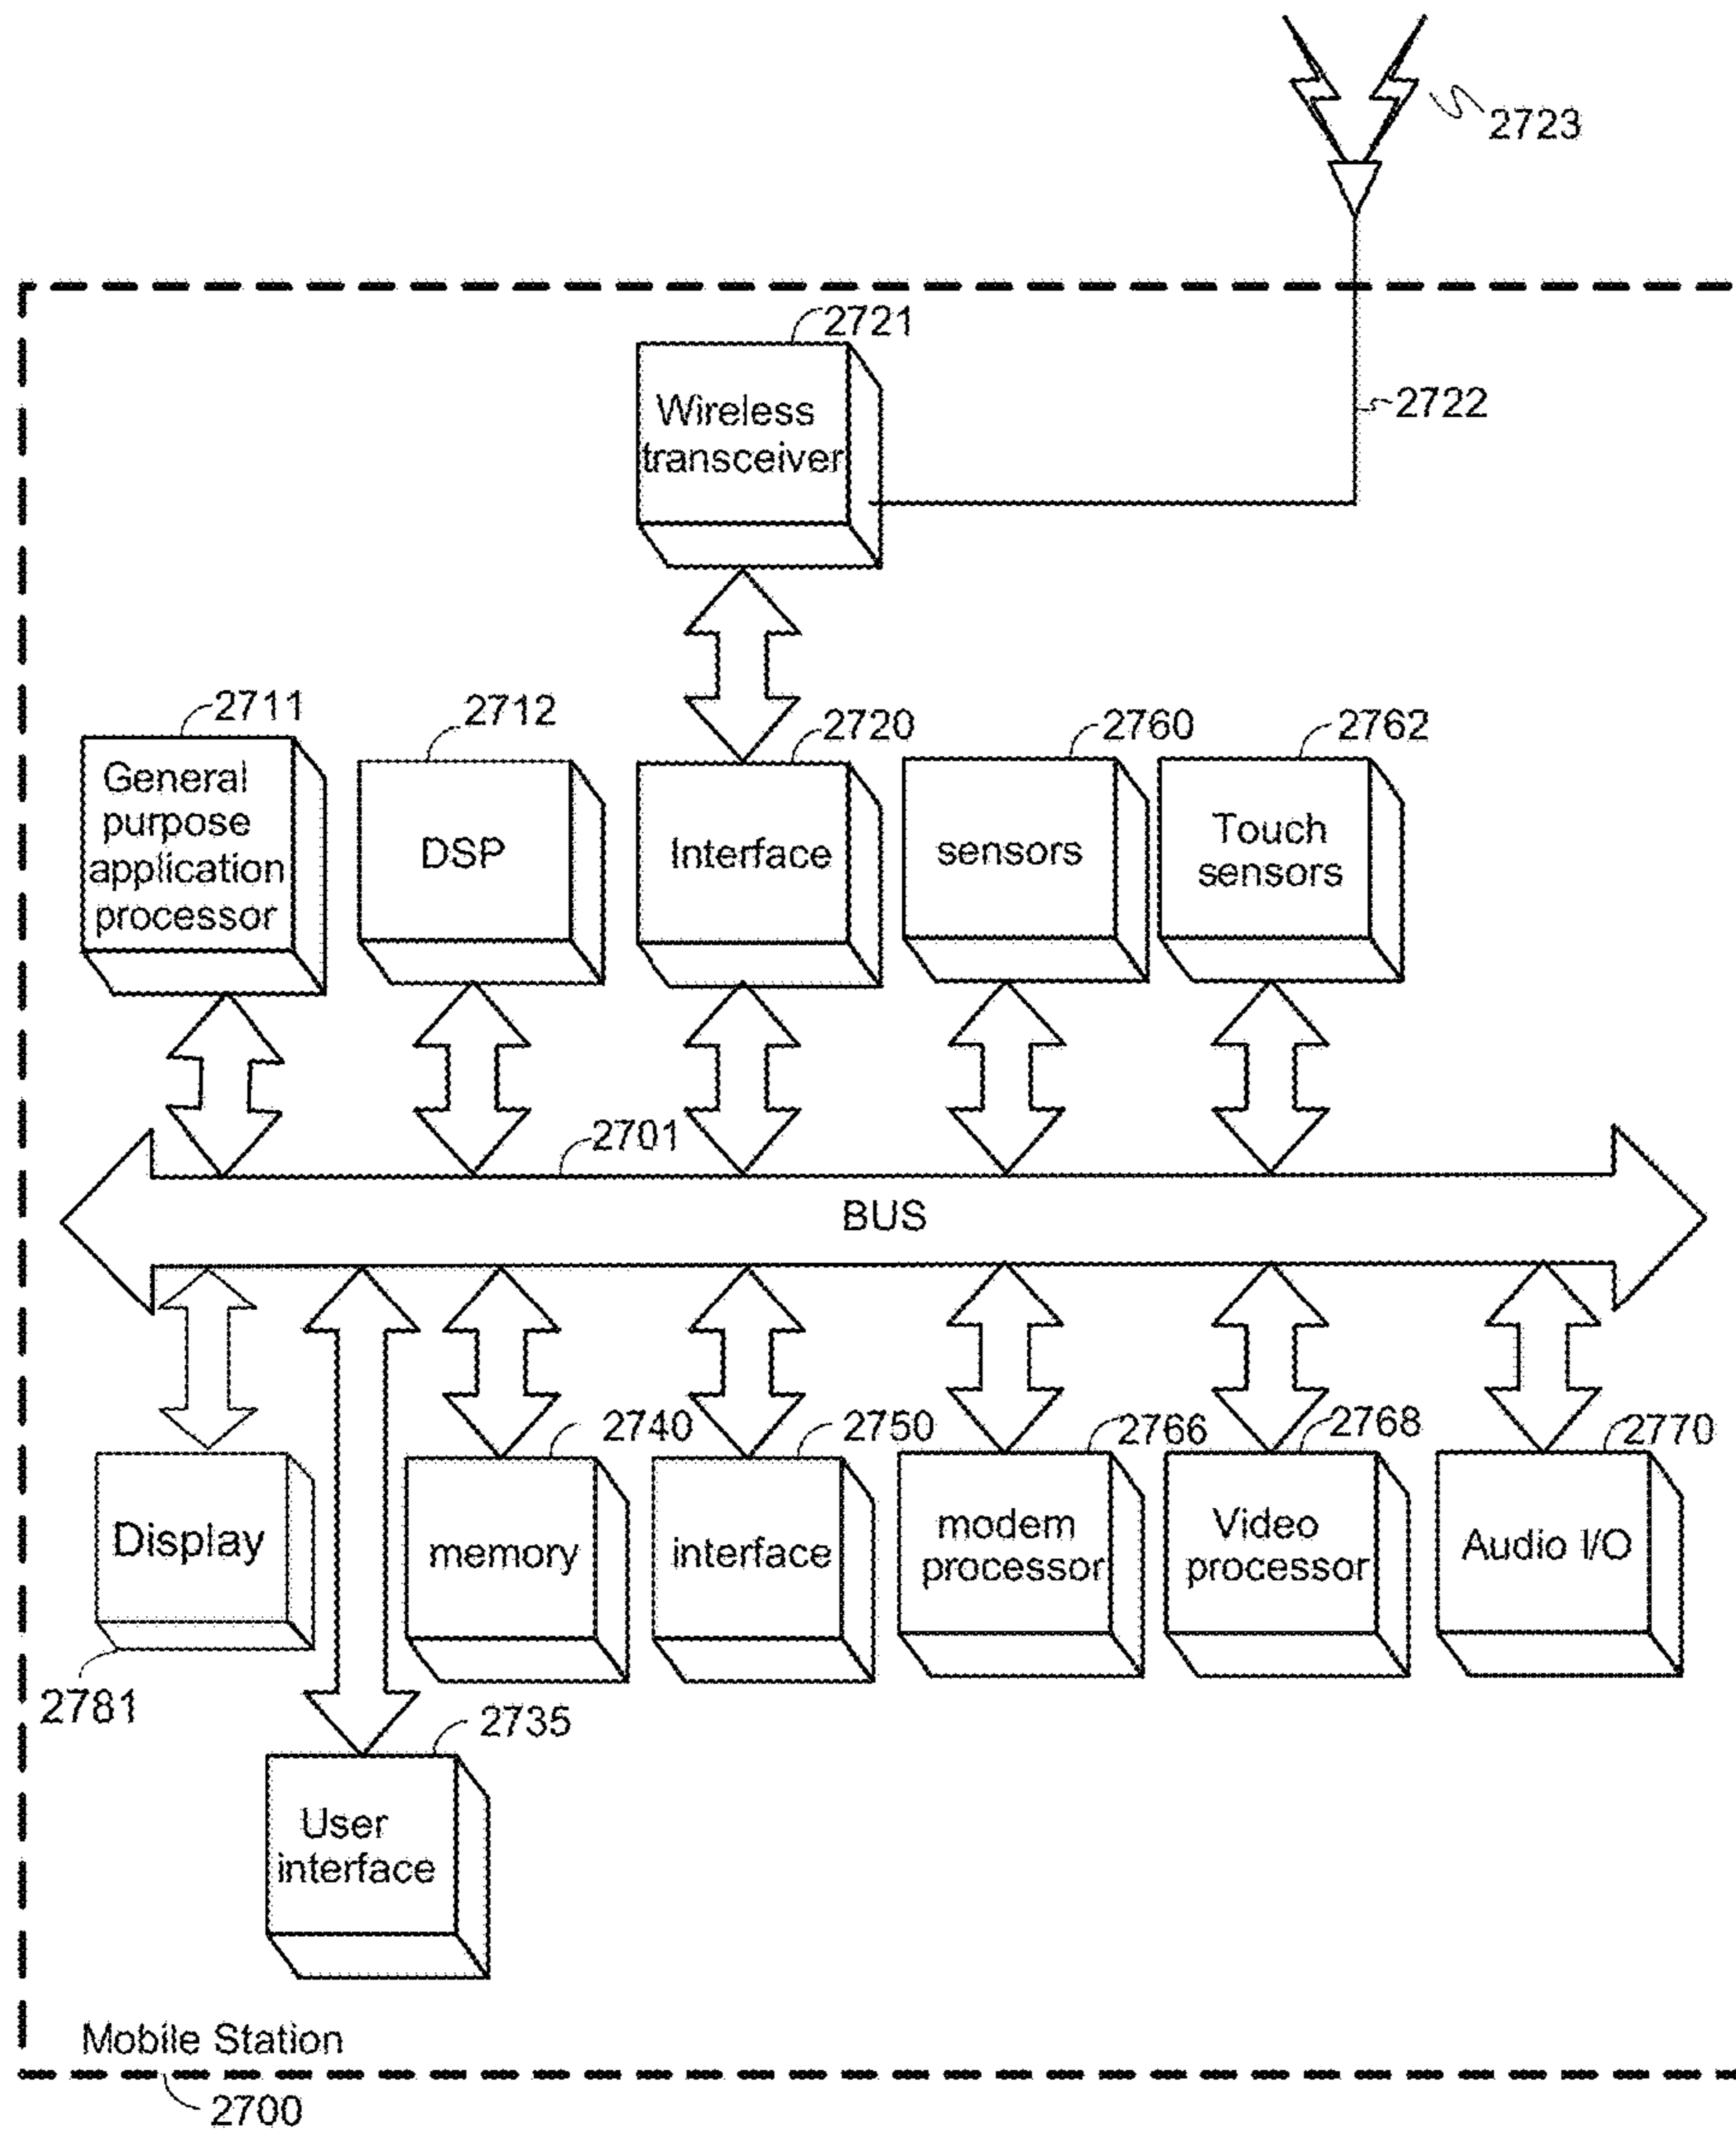 2723
2721
Wireless
transceiver
2722
2711
General
purpose
application
processor
2712
DSP
2720
Interface
2760
sensors
2762
Touch
sensors
2701
BUS
Display
2781
2740
memory
2750
interface
2766
modem
processor
2768
Video
processor
2770
Audio I/O
2735
User
interface
Mobile Station
2700